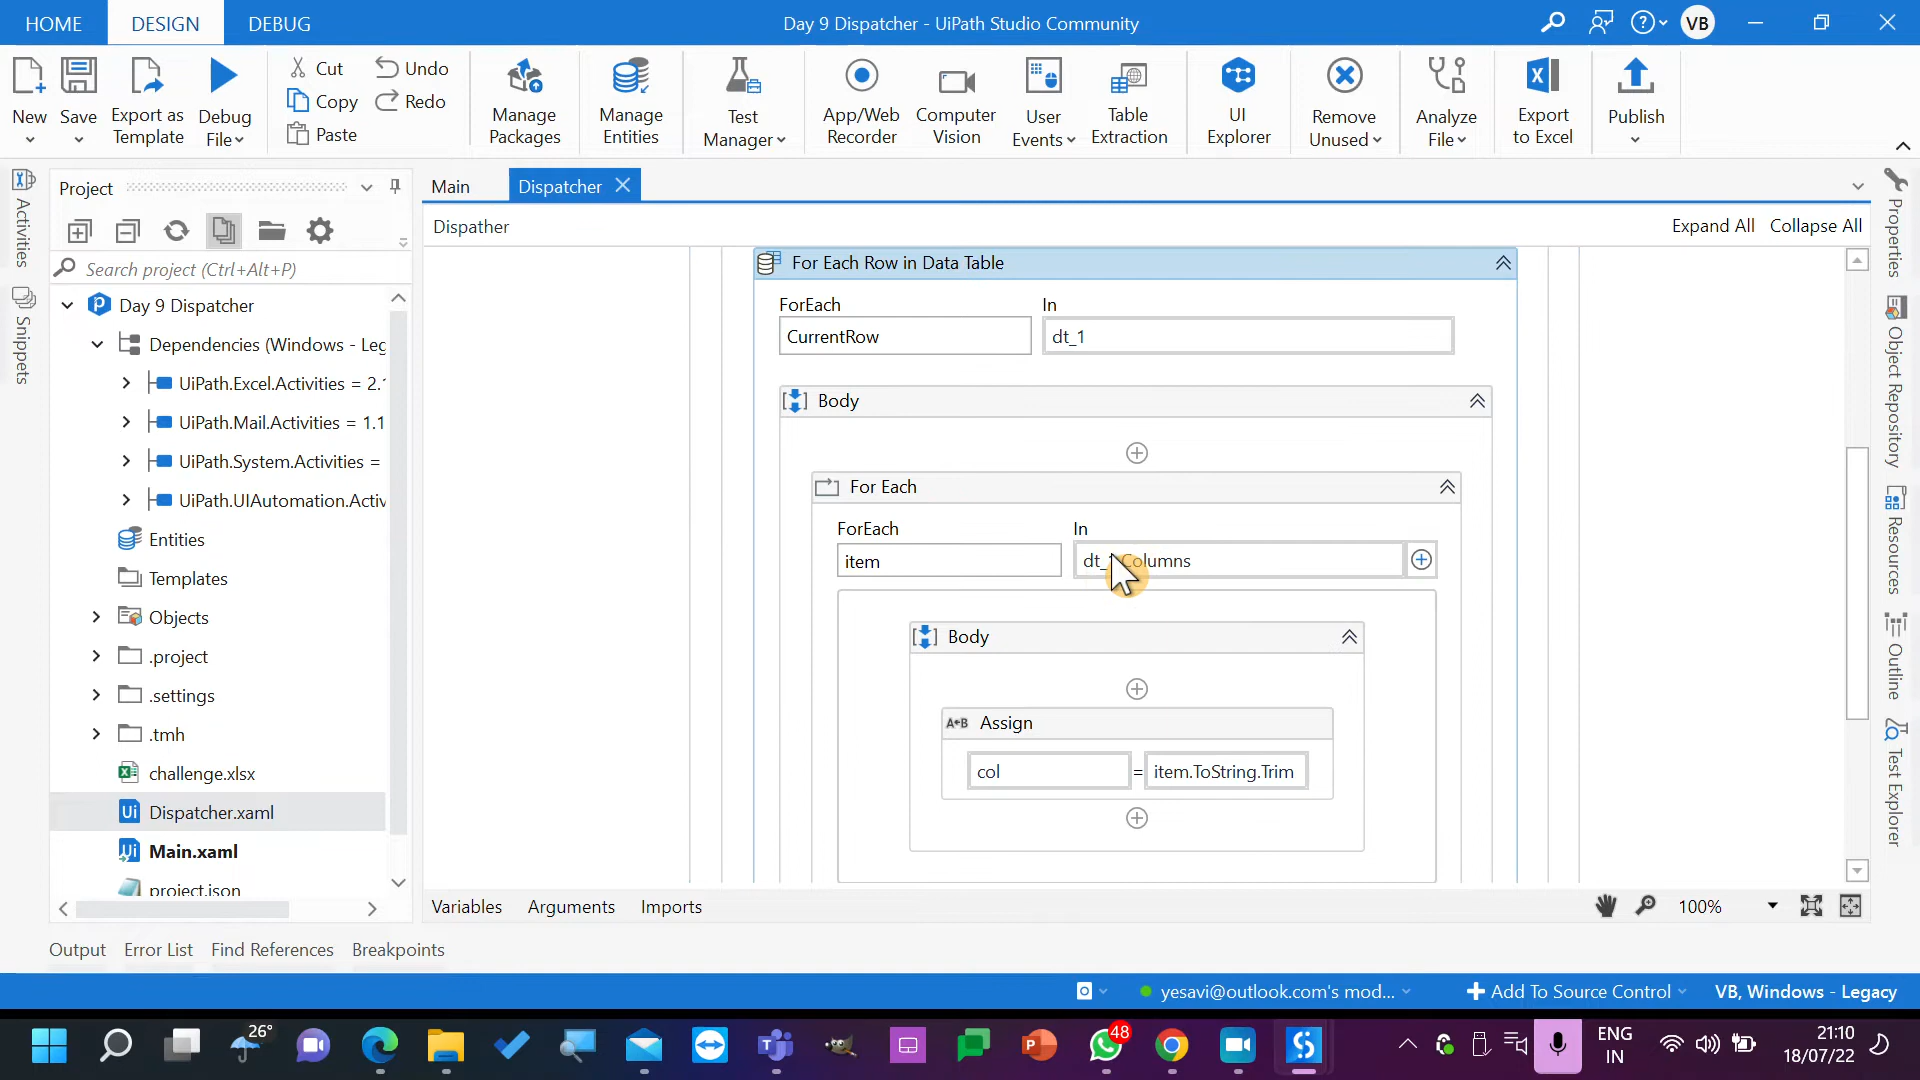 HOME DESIGN DEBUG Day 9 Dispatcher - UiPath Studio Community VB
New Save Export as Template Debug File Cut Copy Paste Undo Redo
Manage Packages Manage Entities Test Manager App/Web Recorder Computer Vision User Events Table Extraction UI Explorer Remove Unused Analyze File Export to Excel Publish
Activities
Snippets
Project
Search project (Ctrl+Alt+P)
Day 9 Dispatcher
Dependencies (Windows - Leg
UiPath.Excel.Activities = 2.
UiPath.Mail.Activities = 1.1
UiPath.System.Activities =
UiPath.UIAutomation.Activ
Entities
Templates
Objects
.project
.settings
.tmh
challenge.xlsx
Ui Dispatcher.xaml
Ui Main.xaml
project.json
Main Dispatcher
Dispather Expand All Collapse All
For Each Row in Data Table
ForEach In
CurrentRow dt_1
Body
For Each
ForEach In
item Columns
Body
A B Assign
col = item.ToString.Trim
Variables Arguments Imports 100%
Properties
Object Repository
Resources
Outline
Test Explorer
Output Error List Find References Breakpoints
yesavi@outlook.com's mod... Add To Source Control VB, Windows - Legacy
26° 48 ENG IN 21:10 18/07/22